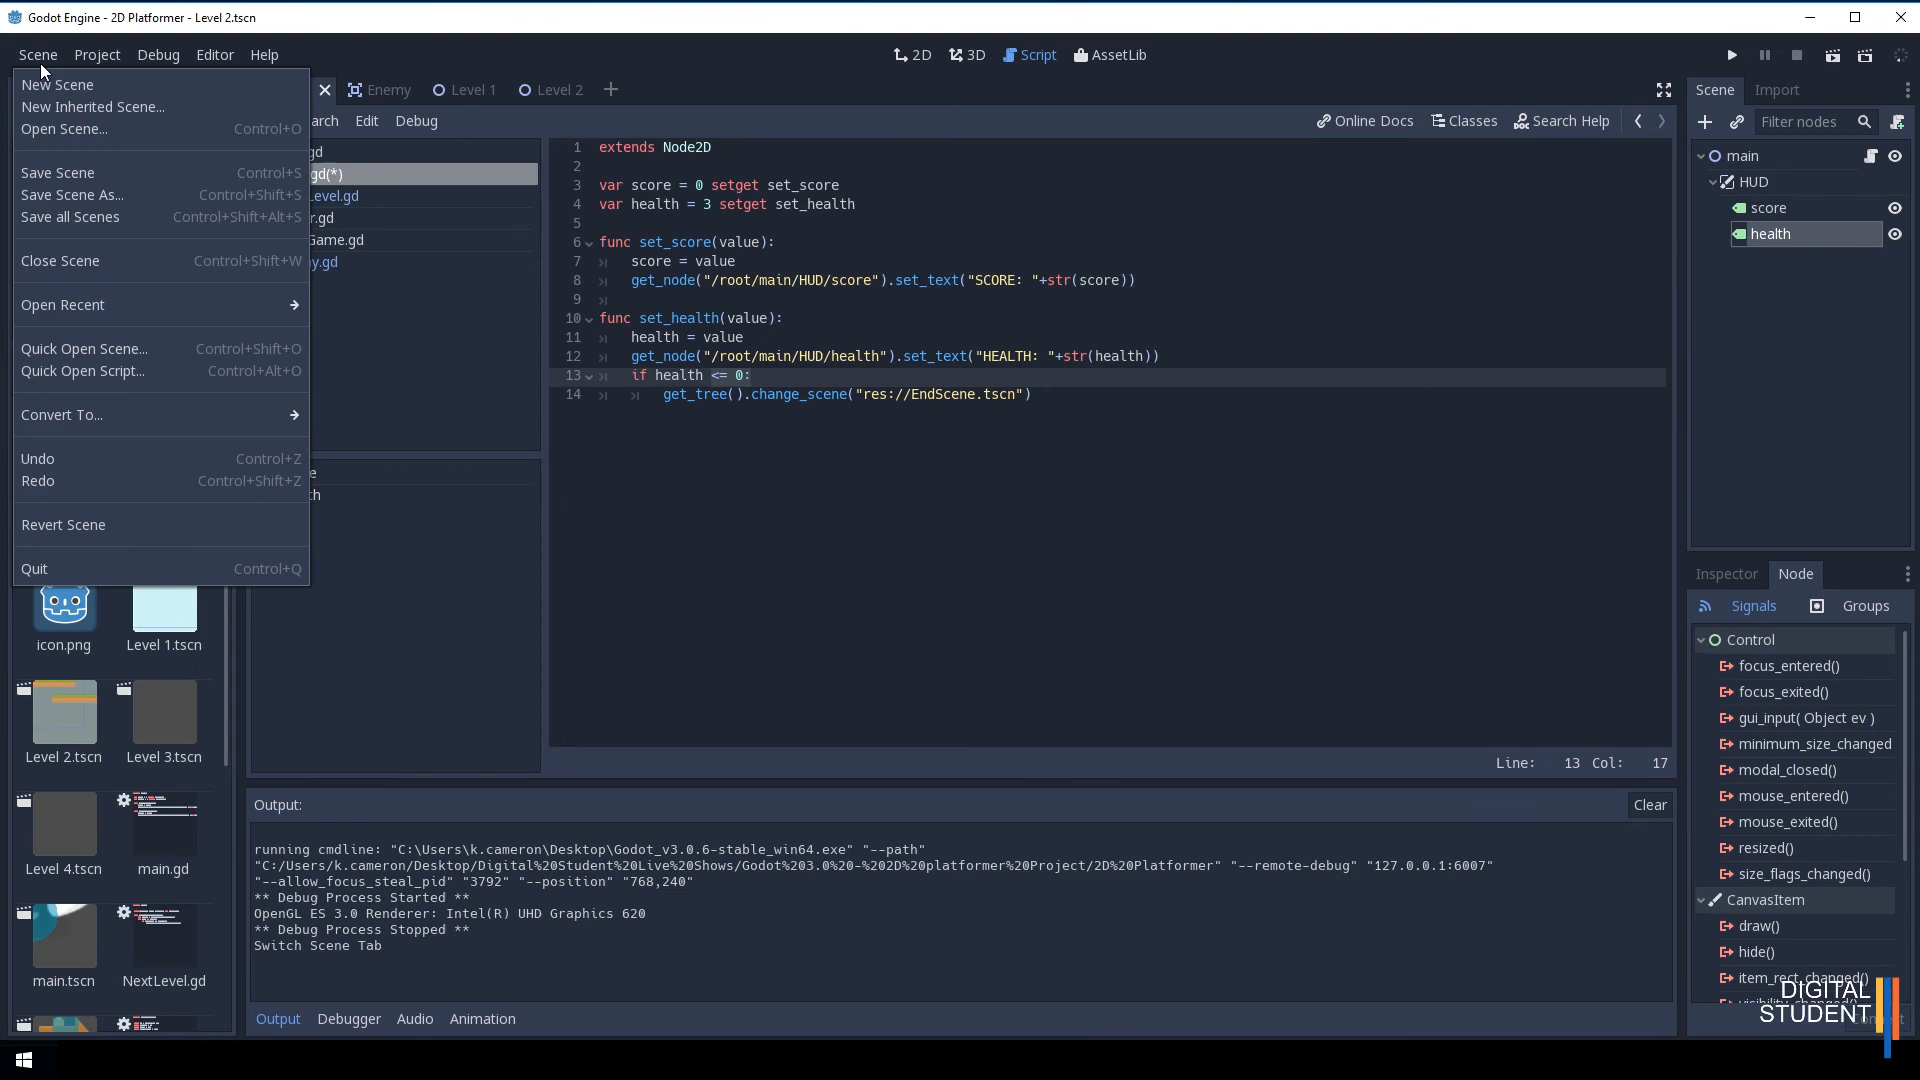 Godot Engine - 2D Platformer - Level 2.tscn
Scene Project Debug Editor Help
2D 3D Script AssetLib
New Scene
New Inherited Scene...
Open Scene... Control+O
Save Scene Control+S
Save Scene As... Control+Shift+S
Save all Scenes Control+Shift+Alt+S
Close Scene Control+Shift+W
Open Recent
Quick Open Scene... Control+Shift+O
Quick Open Script... Control+Alt+O
Convert To...
Undo Control+Z
Redo Control+Shift+Z
Revert Scene
Quit Control+Q
Enemy Level 1 Level 2
arch Edit Debug
Online Docs Classes Search Help
gd
gd(*)
Level.gd
r.gd
Game.gd
y.gd
e
th
1 extends Node2D
2
3 var score = 0 setget set_score
4 var health = 3 setget set_health
5
6 func set_score(value):
7 score = value
8 get_node("/root/main/HUD/score").set_text("SCORE: "+str(score))
9
10 func set_health(value):
11 health = value
12 get_node("/root/main/HUD/health").set_text("HEALTH: "+str(health))
13 if health <= 0:
14 get_tree().change_scene("res://EndScene.tscn")
Line: 13 Col: 17
icon.png Level 1.tscn
Level 2.tscn Level 3.tscn
Level 4.tscn main.gd
main.tscn NextLevel.gd
Output: Clear
running cmdline: "C:\Users\k.cameron\Desktop\Godot_v3.0.6-stable_win64.exe" "--path"
"C:/Users/k.cameron/Desktop/Digital%20Student%20Live%20Shows/Godot%203.0%20-%202D%20platformer%20Project/2D%20Platformer" "--remote-debug" "127.0.0.1:6007"
"--allow_focus_steal_pid" "3792" "--position" "768,240"
** Debug Process Started **
OpenGL ES 3.0 Renderer: Intel(R) UHD Graphics 620
** Debug Process Stopped **
Switch Scene Tab
Output Debugger Audio Animation
Scene Import
Filter nodes
main
HUD
score
health
Inspector Node
Signals Groups
Control
focus_entered()
focus_exited()
gui_input( Object ev )
minimum_size_changed
modal_closed()
mouse_entered()
mouse_exited()
resized()
size_flags_changed()
CanvasItem
draw()
hide()
item_rect_changed()
DIGITAL
STUDENT